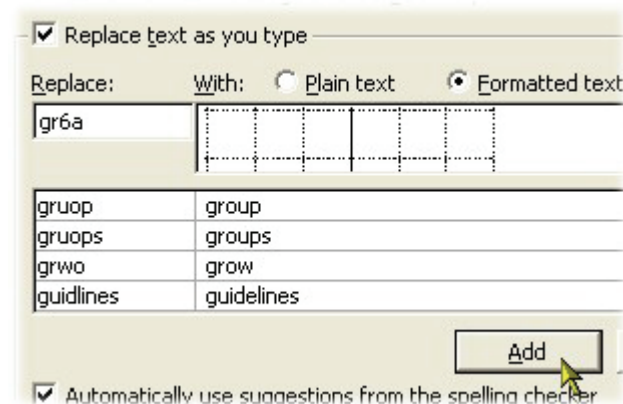 Replace text as you type
Replace: With: Plain text Formatted text
gr6a
gruop group
gruops groups
grwo grow
guidlines guidelines
Add
Automatically use suggestions from the spelling checker